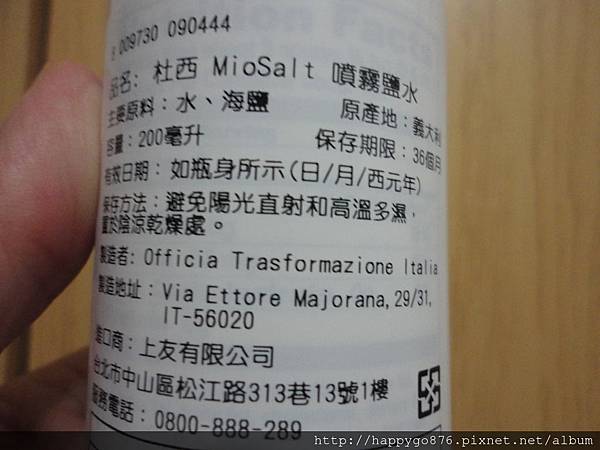 8 009730 090444
品名: 杜西 MioSalt 噴霧鹽水
主要原料：水、海鹽 原產地：義大利
容量：200毫升 保存期限：36個月
有效日期： 如瓶身所示(日/月/西元年)
保存方法：避免陽光直射和高溫多濕，
置於陰涼乾燥處。
製造者: Officia Trasformazione Italia
製造地址：Via Ettore Majorana,29/31,
IT-56020
進口商：上友有限公司
台北市中山區松江路313巷13號1樓
服務電話：0800-888-289
http://happygo876.pixnet.net/album